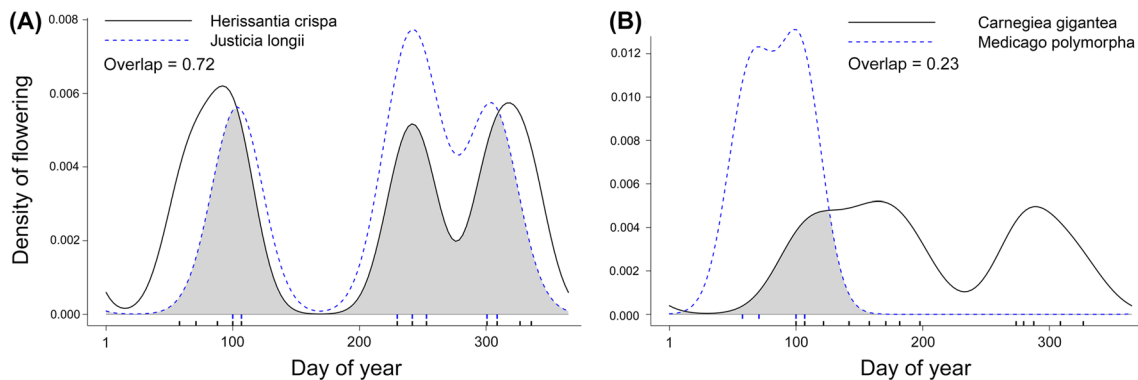 (A)
Herissantia crispa
Justicia longii
Overlap = 0.72
Density of flowering
0.008
0.006
0.004
0.002
0.000
1 100 200 300
Day of year
(B)
Carnegiea gigantea
Medicago polymorpha
Overlap = 0.23
0.012
0.010
0.008
0.006
0.004
0.002
0.000
1 100 200 300
Day of year